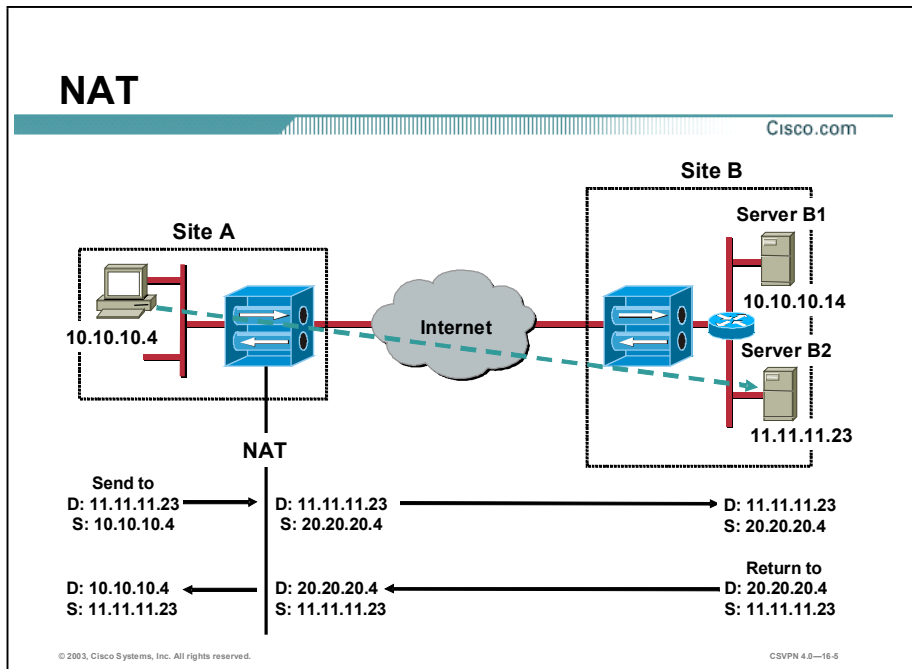 NAT
Cisco.com
Site B
Server B1
Site A
10.10.10.14
10.10.10.4
Internet
Server B2
11.11.11.23
NAT
Send to
D: 11.11.11.23
S: 10.10.10.4
D: 11.11.11.23
S: 20.20.20.4
D: 11.11.11.23
S: 20.20.20.4
Return to
D: 10.10.10.4
S: 11.11.11.23
D: 20.20.20.4
S: 11.11.11.23
D: 20.20.20.4
S: 11.11.11.23
© 2003, Cisco Systems, Inc. All rights reserved.
CSVPN 4.0—16-5